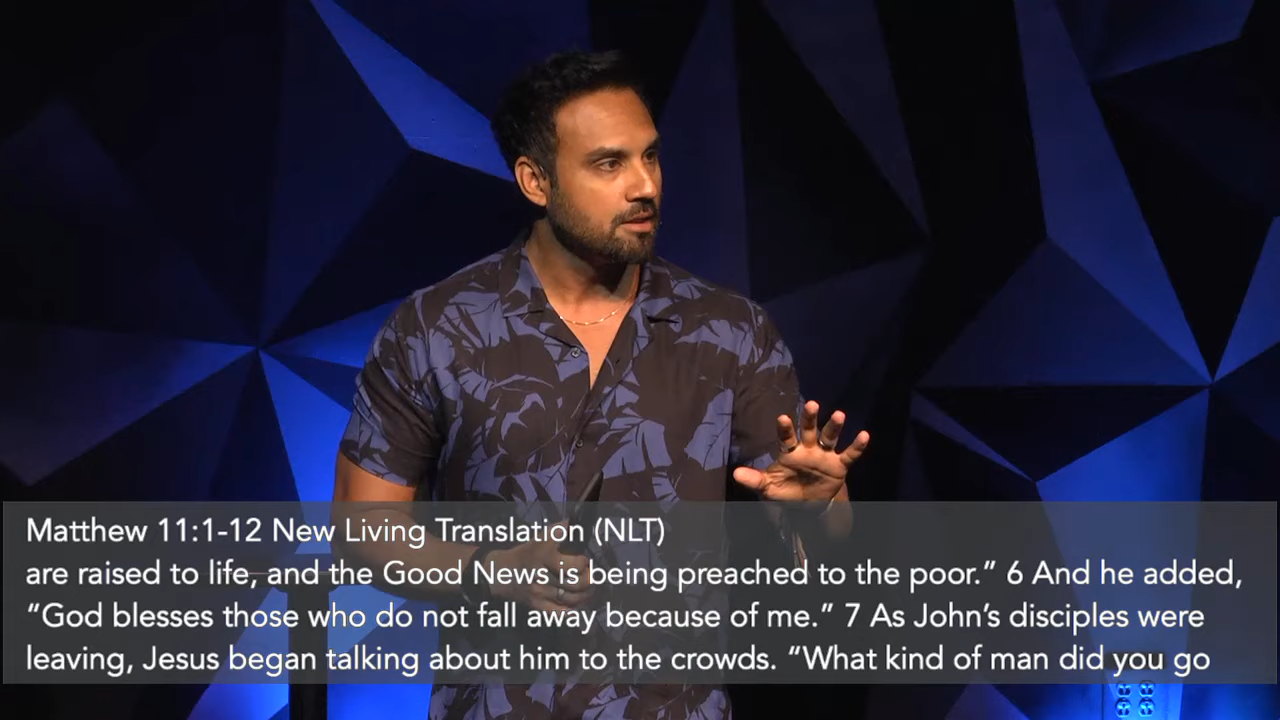 Matthew 11:1-12 New Living Translation (NLT)
are raised to life, and the Good News is being preached to the poor.” 6 And he added,
“God blesses those who do not fall away because of me.” 7 As John’s disciples were
leaving, Jesus began talking about him to the crowds. “What kind of man did you go